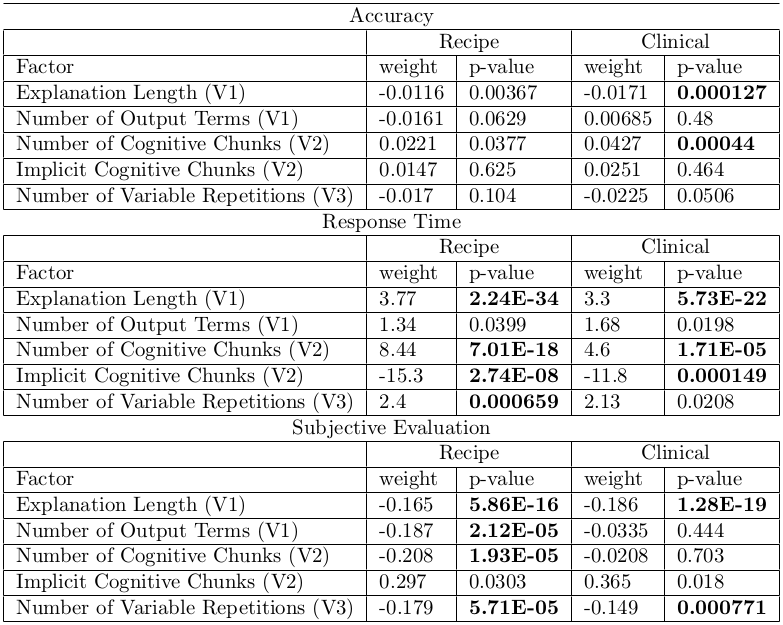 Accuracy
Recipe Clinical
Factor weight p-value weight p-value
Explanation Length (V1) -0.0116 0.00367 -0.0171 0.000127
Number of Output Terms (V1) -0.0161 0.0629 0.00685 0.48
Number of Cognitive Chunks (V2) 0.0221 0.0377 0.0427 0.00044
Implicit Cognitive Chunks (V2) 0.0147 0.625 0.0251 0.464
Number of Variable Repetitions (V3) -0.017 0.104 -0.0225 0.0506
Response Time
Recipe Clinical
Factor weight p-value weight p-value
Explanation Length (V1) 3.77 2.24E-34 3.3 5.73E-22
Number of Output Terms (V1) 1.34 0.0399 1.68 0.0198
Number of Cognitive Chunks (V2) 8.44 7.01E-18 4.6 1.71E-05
Implicit Cognitive Chunks (V2) -15.3 2.74E-08 -11.8 0.000149
Number of Variable Repetitions (V3) 2.4 0.000659 2.13 0.0208
Subjective Evaluation
Recipe Clinical
Factor weight p-value weight p-value
Explanation Length (V1) -0.165 5.86E-16 -0.186 1.28E-19
Number of Output Terms (V1) -0.187 2.12E-05 -0.0335 0.444
Number of Cognitive Chunks (V2) -0.208 1.93E-05 -0.0208 0.703
Implicit Cognitive Chunks (V2) 0.297 0.0303 0.365 0.018
Number of Variable Repetitions (V3) -0.179 5.71E-05 -0.149 0.000771